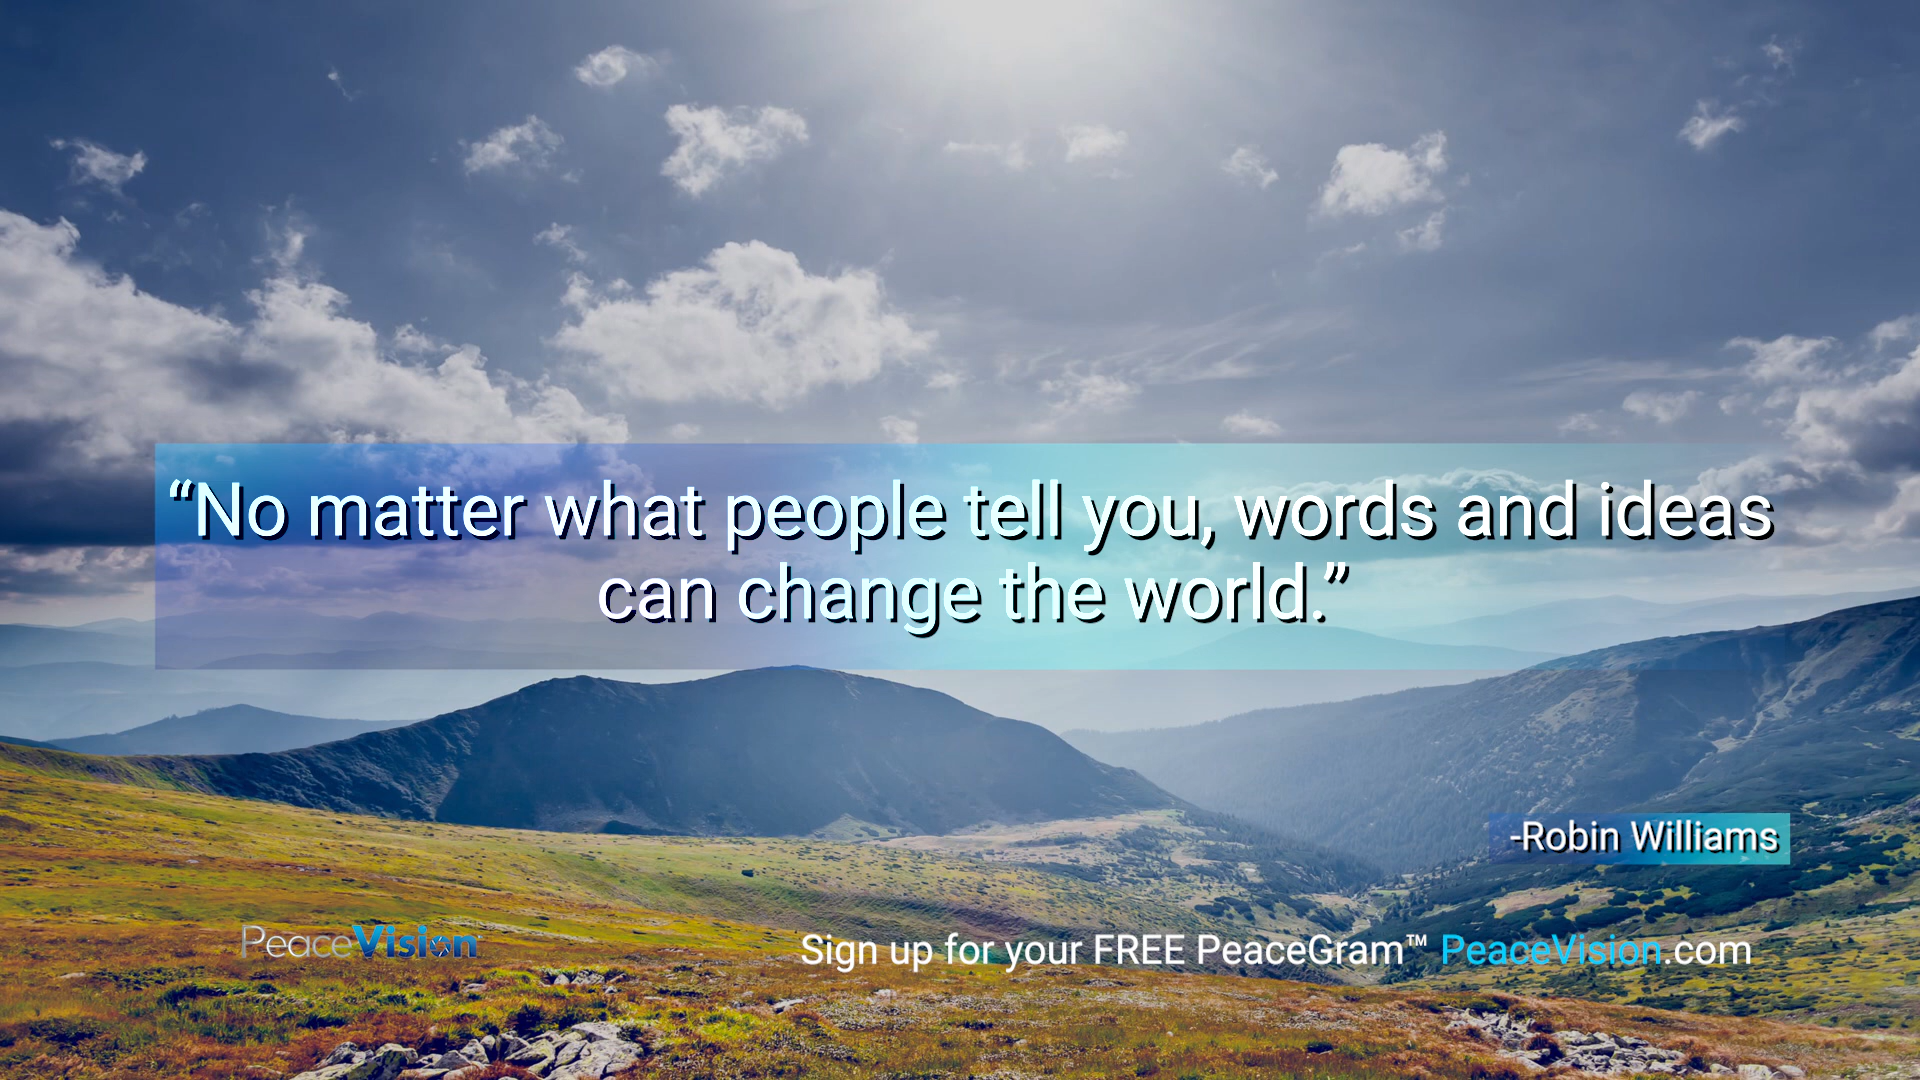 “No matter what people tell you, words and ideas
can change the world.”
-Robin Williams
PeaceVision
Sign up for your FREE PeaceGram™ PeaceVision.com